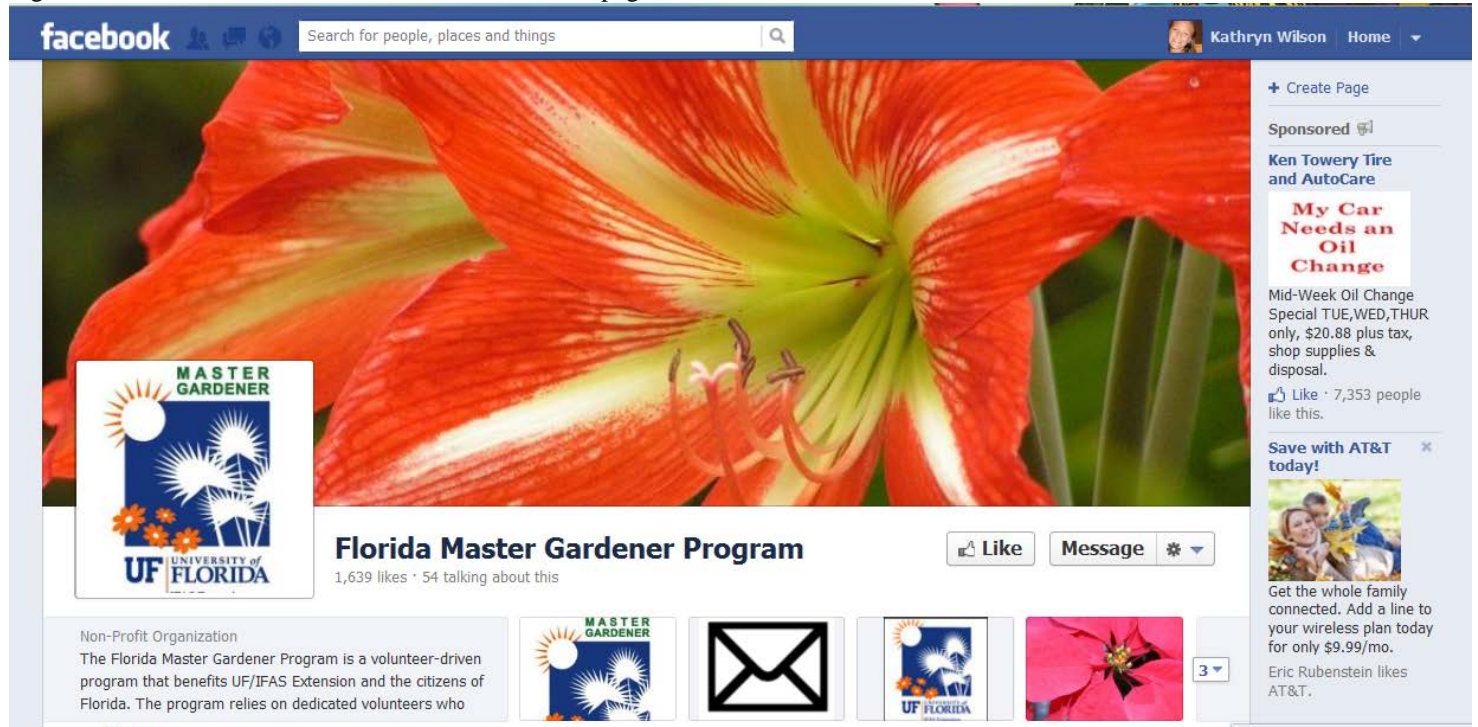 facebook
Search for people, places and things
Kathryn Wilson Home
+ Create Page
Sponsored
Ken Towery Tire
and AutoCare
My Car
Needs an
Oil
Change
Mid-Week Oil Change
Special TUE,WED,THUR
only, $20.88 plus tax,
shop supplies &
disposal.
Like · 7,353 people
like this.
Save with AT&T
today!
Get the whole family
connected. Add a line to
your wireless plan today
for only $9.99/mo.
Eric Rubenstein likes
AT&T.
MASTER
GARDENER
UF UNIVERSITY of
FLORIDA
Florida Master Gardener Program
1,639 likes · 54 talking about this
Like
Message
Non-Profit Organization
The Florida Master Gardener Program is a volunteer-driven
program that benefits UF/IFAS Extension and the citizens of
Florida. The program relies on dedicated volunteers who
MASTER
GARDENER
UF UNIVERSITY of
FLORIDA
3